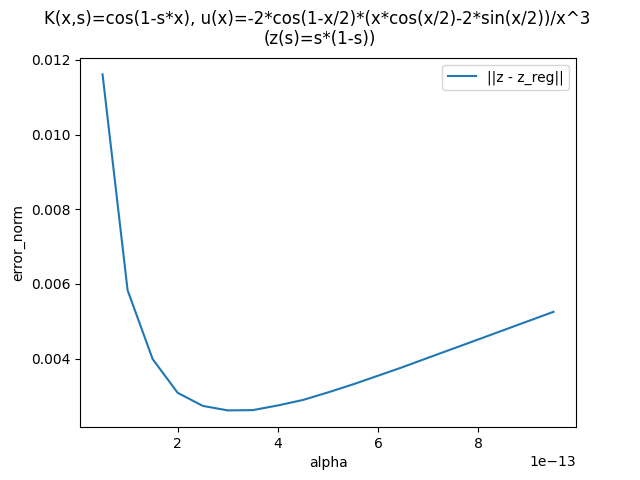 K(x,s)=cos(1-s*x), u(x)=-2*cos(1-x/2)*(x*cos(x/2)-2*sin(x/2))/x^3
(z(s)=s*(1-s))
0.012
||z - z_reg||
0.010
0.008
error_norm
0.006
0.004
2
4
6
8
alpha
1e−13